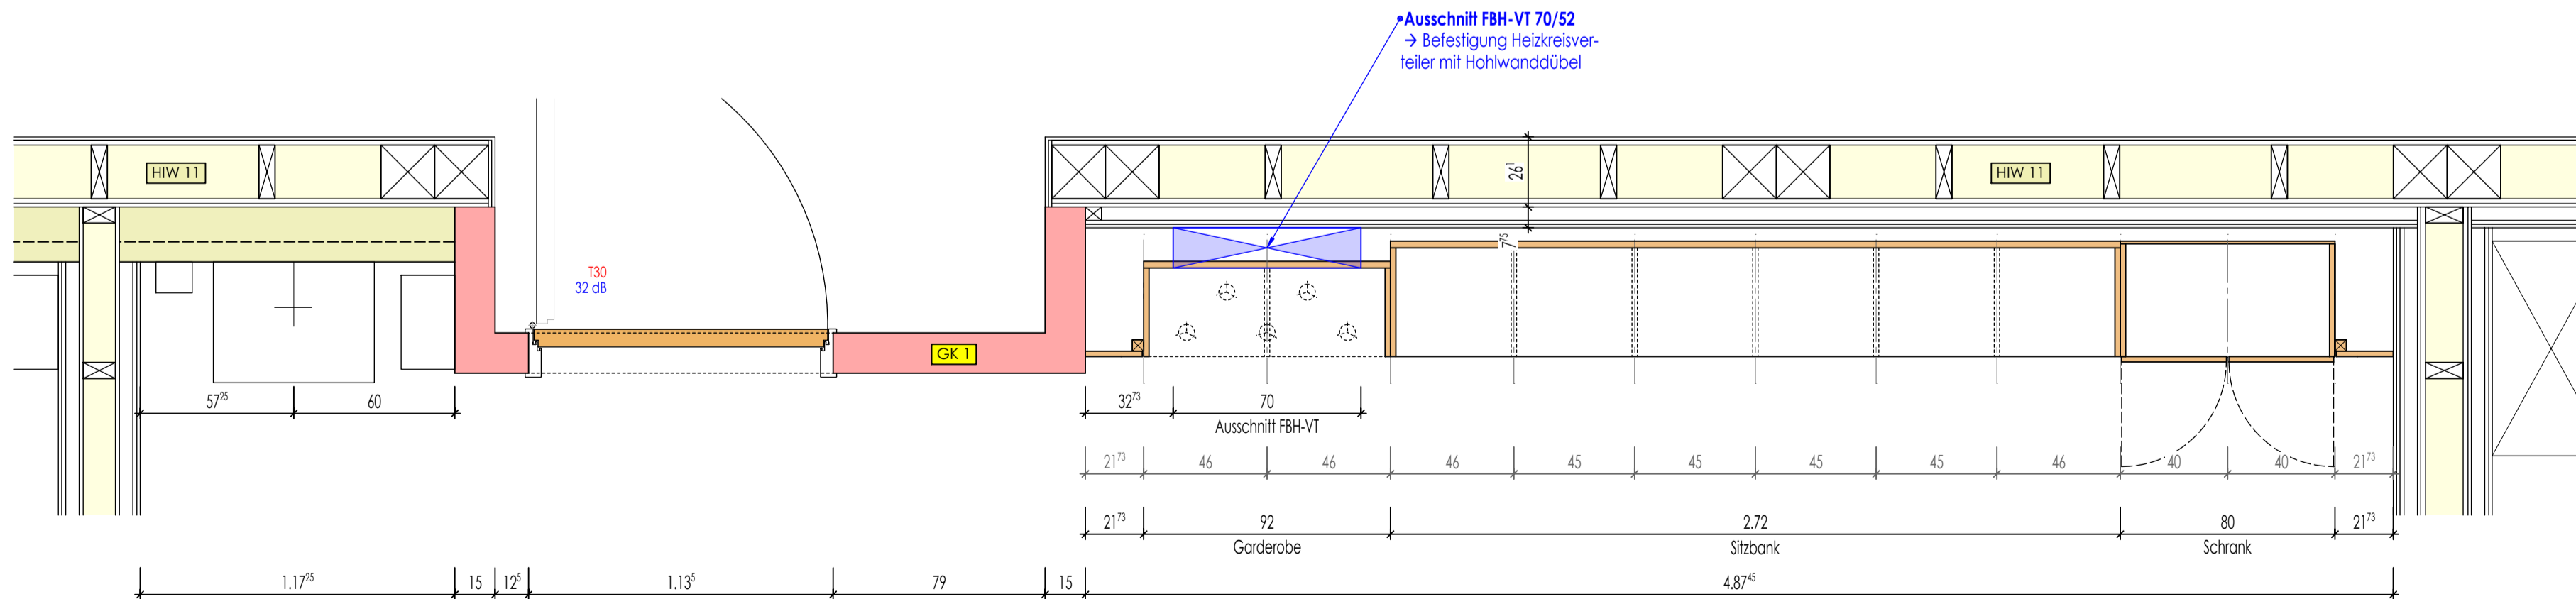 Ausschnitt FBH-VT 70/52
→ Befestigung Heizkreisver-
teiler mit Hohlwanddübel
HIW 11
26¹
HIW 11
7⁷⁵
T30
32 dB
GK 1
57²⁵ 60
32⁷³ 70
Ausschnitt FBH-VT
21⁷³ 46 46 46 45 45 45 45 46 40 40 21⁷³
21⁷³ 92 2.72 80 21⁷³
Garderobe Sitzbank Schrank
1.17²⁵ 15 12⁵ 1.13⁵ 79 15 4.87⁴⁵